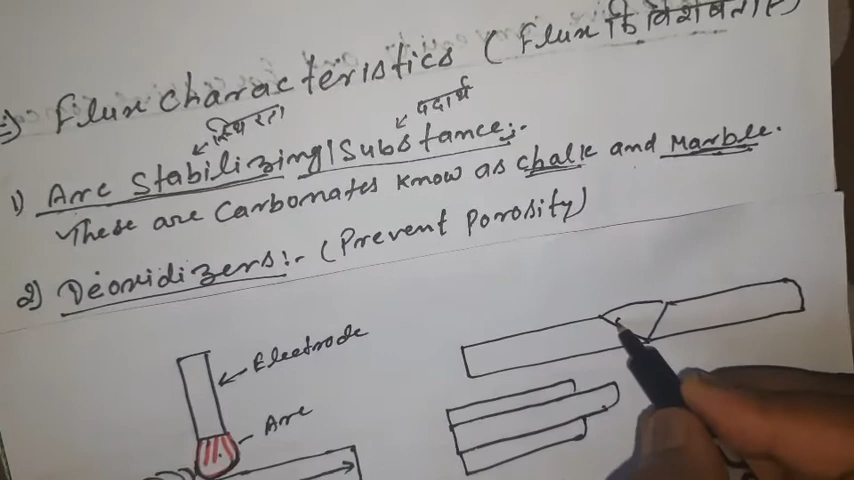 =) Flux characteristics ( Flux कि विशेषता )
स्थिरता पदार्थ
1) Arc Stabilizing Substance:-
These are Carbonates know as chalk and Marble.
2) Deoxidizers:- (Prevent Porosity)
Electrode
Arc